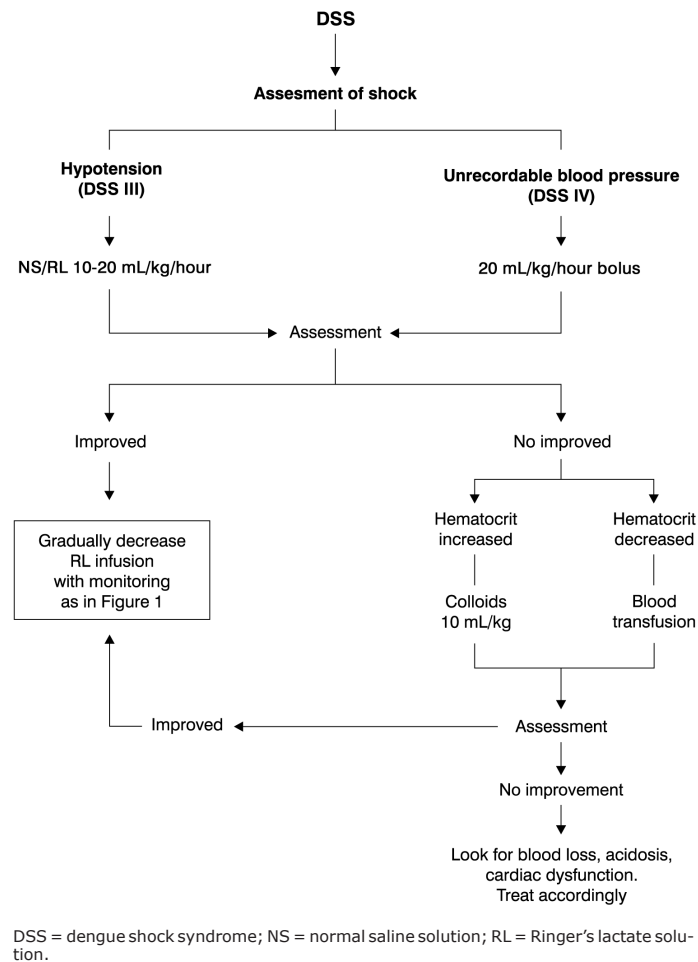 DSS
Assesment of shock
Hypotension
(DSS III)
Unrecordable blood pressure
(DSS IV)
NS/RL 10-20 mL/kg/hour
20 mL/kg/hour bolus
Assessment
Improved
No improved
Gradually decrease
RL infusion
with monitoring
as in Figure 1
Hematocrit
increased
Hematocrit
decreased
Colloids
10 mL/kg
Blood
transfusion
Improved
Assessment
No improvement
Look for blood loss, acidosis,
cardiac dysfunction.
Treat accordingly
DSS = dengue shock syndrome; NS = normal saline solution; RL = Ringer's lactate solu-
tion.